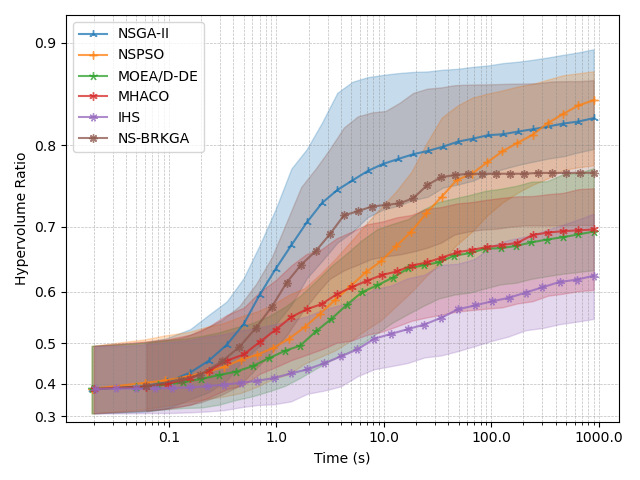 NSGA-II
NSPSO
MOEA/D-DE
MHACO
IHS
NS-BRKGA
Hypervolume Ratio
0.9
0.8
0.7
0.6
0.5
0.4
0.3
0.1
1.0
10.0
100.0
1000.0
Time (s)